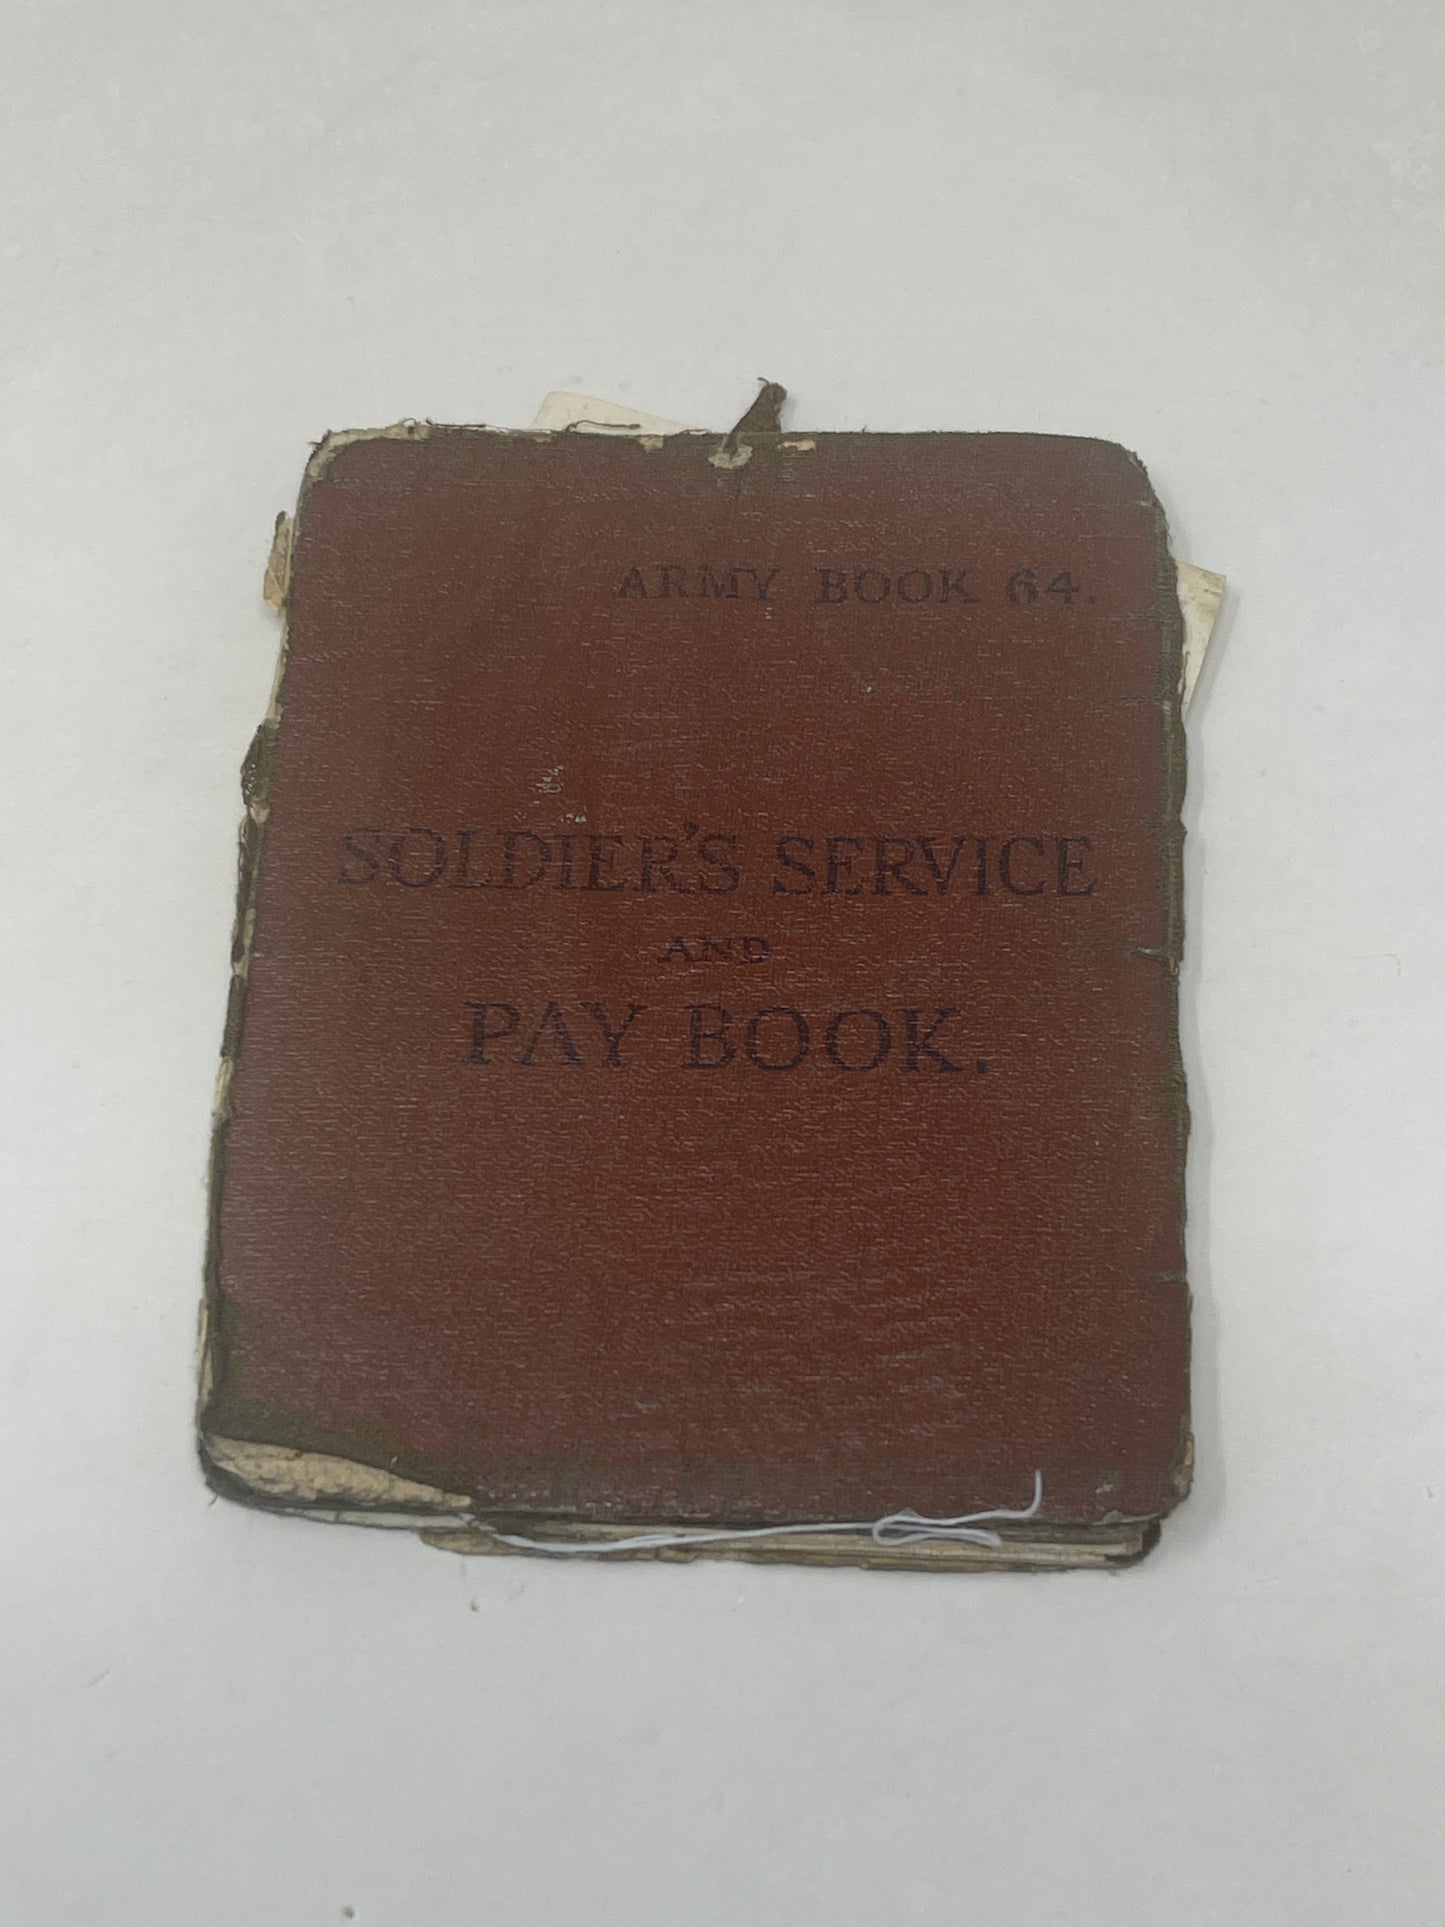 ARMY BOOK 64.
SOLDIER'S SERVICE
AND
PAY BOOK.